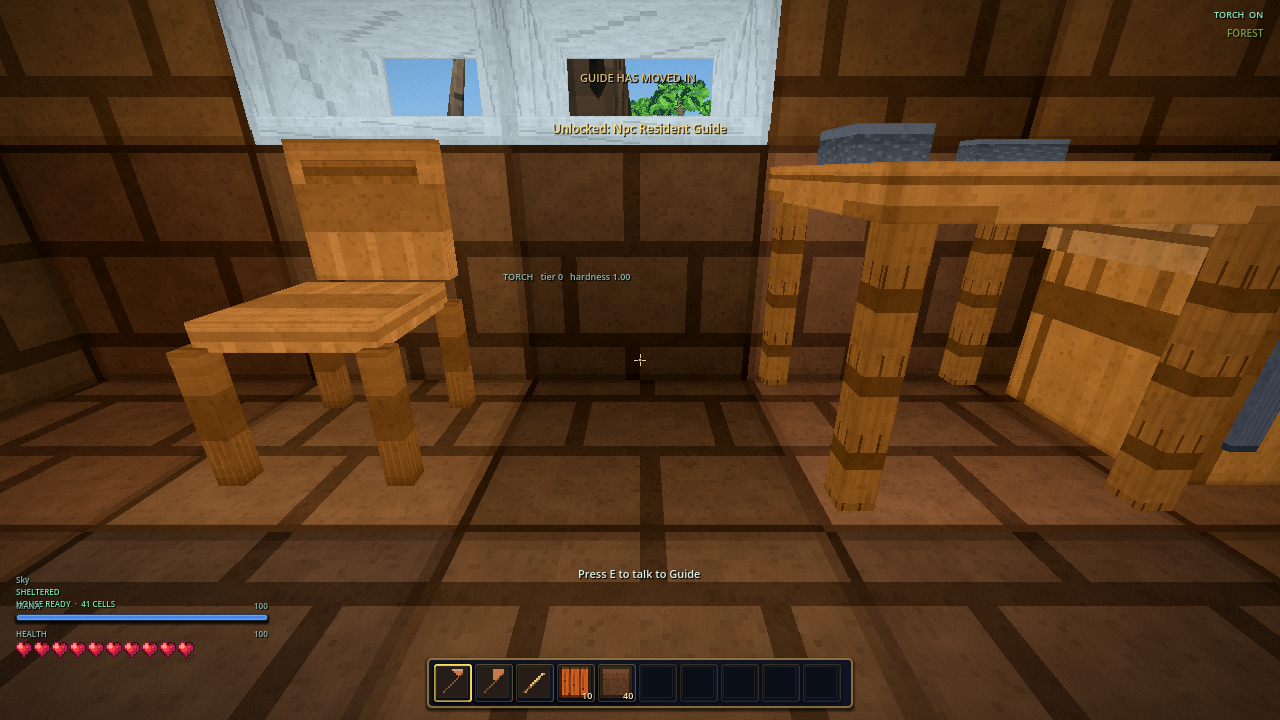 TORCH ON
FOREST
GUIDE HAS MOVED IN
Unlocked: Npc Resident Guide
TORCH tier 0 hardness 1.00
Press E to talk to Guide
Sky
SHELTERED
HOUSE READY · 41 CELLS
100
HEALTH 100
10
40